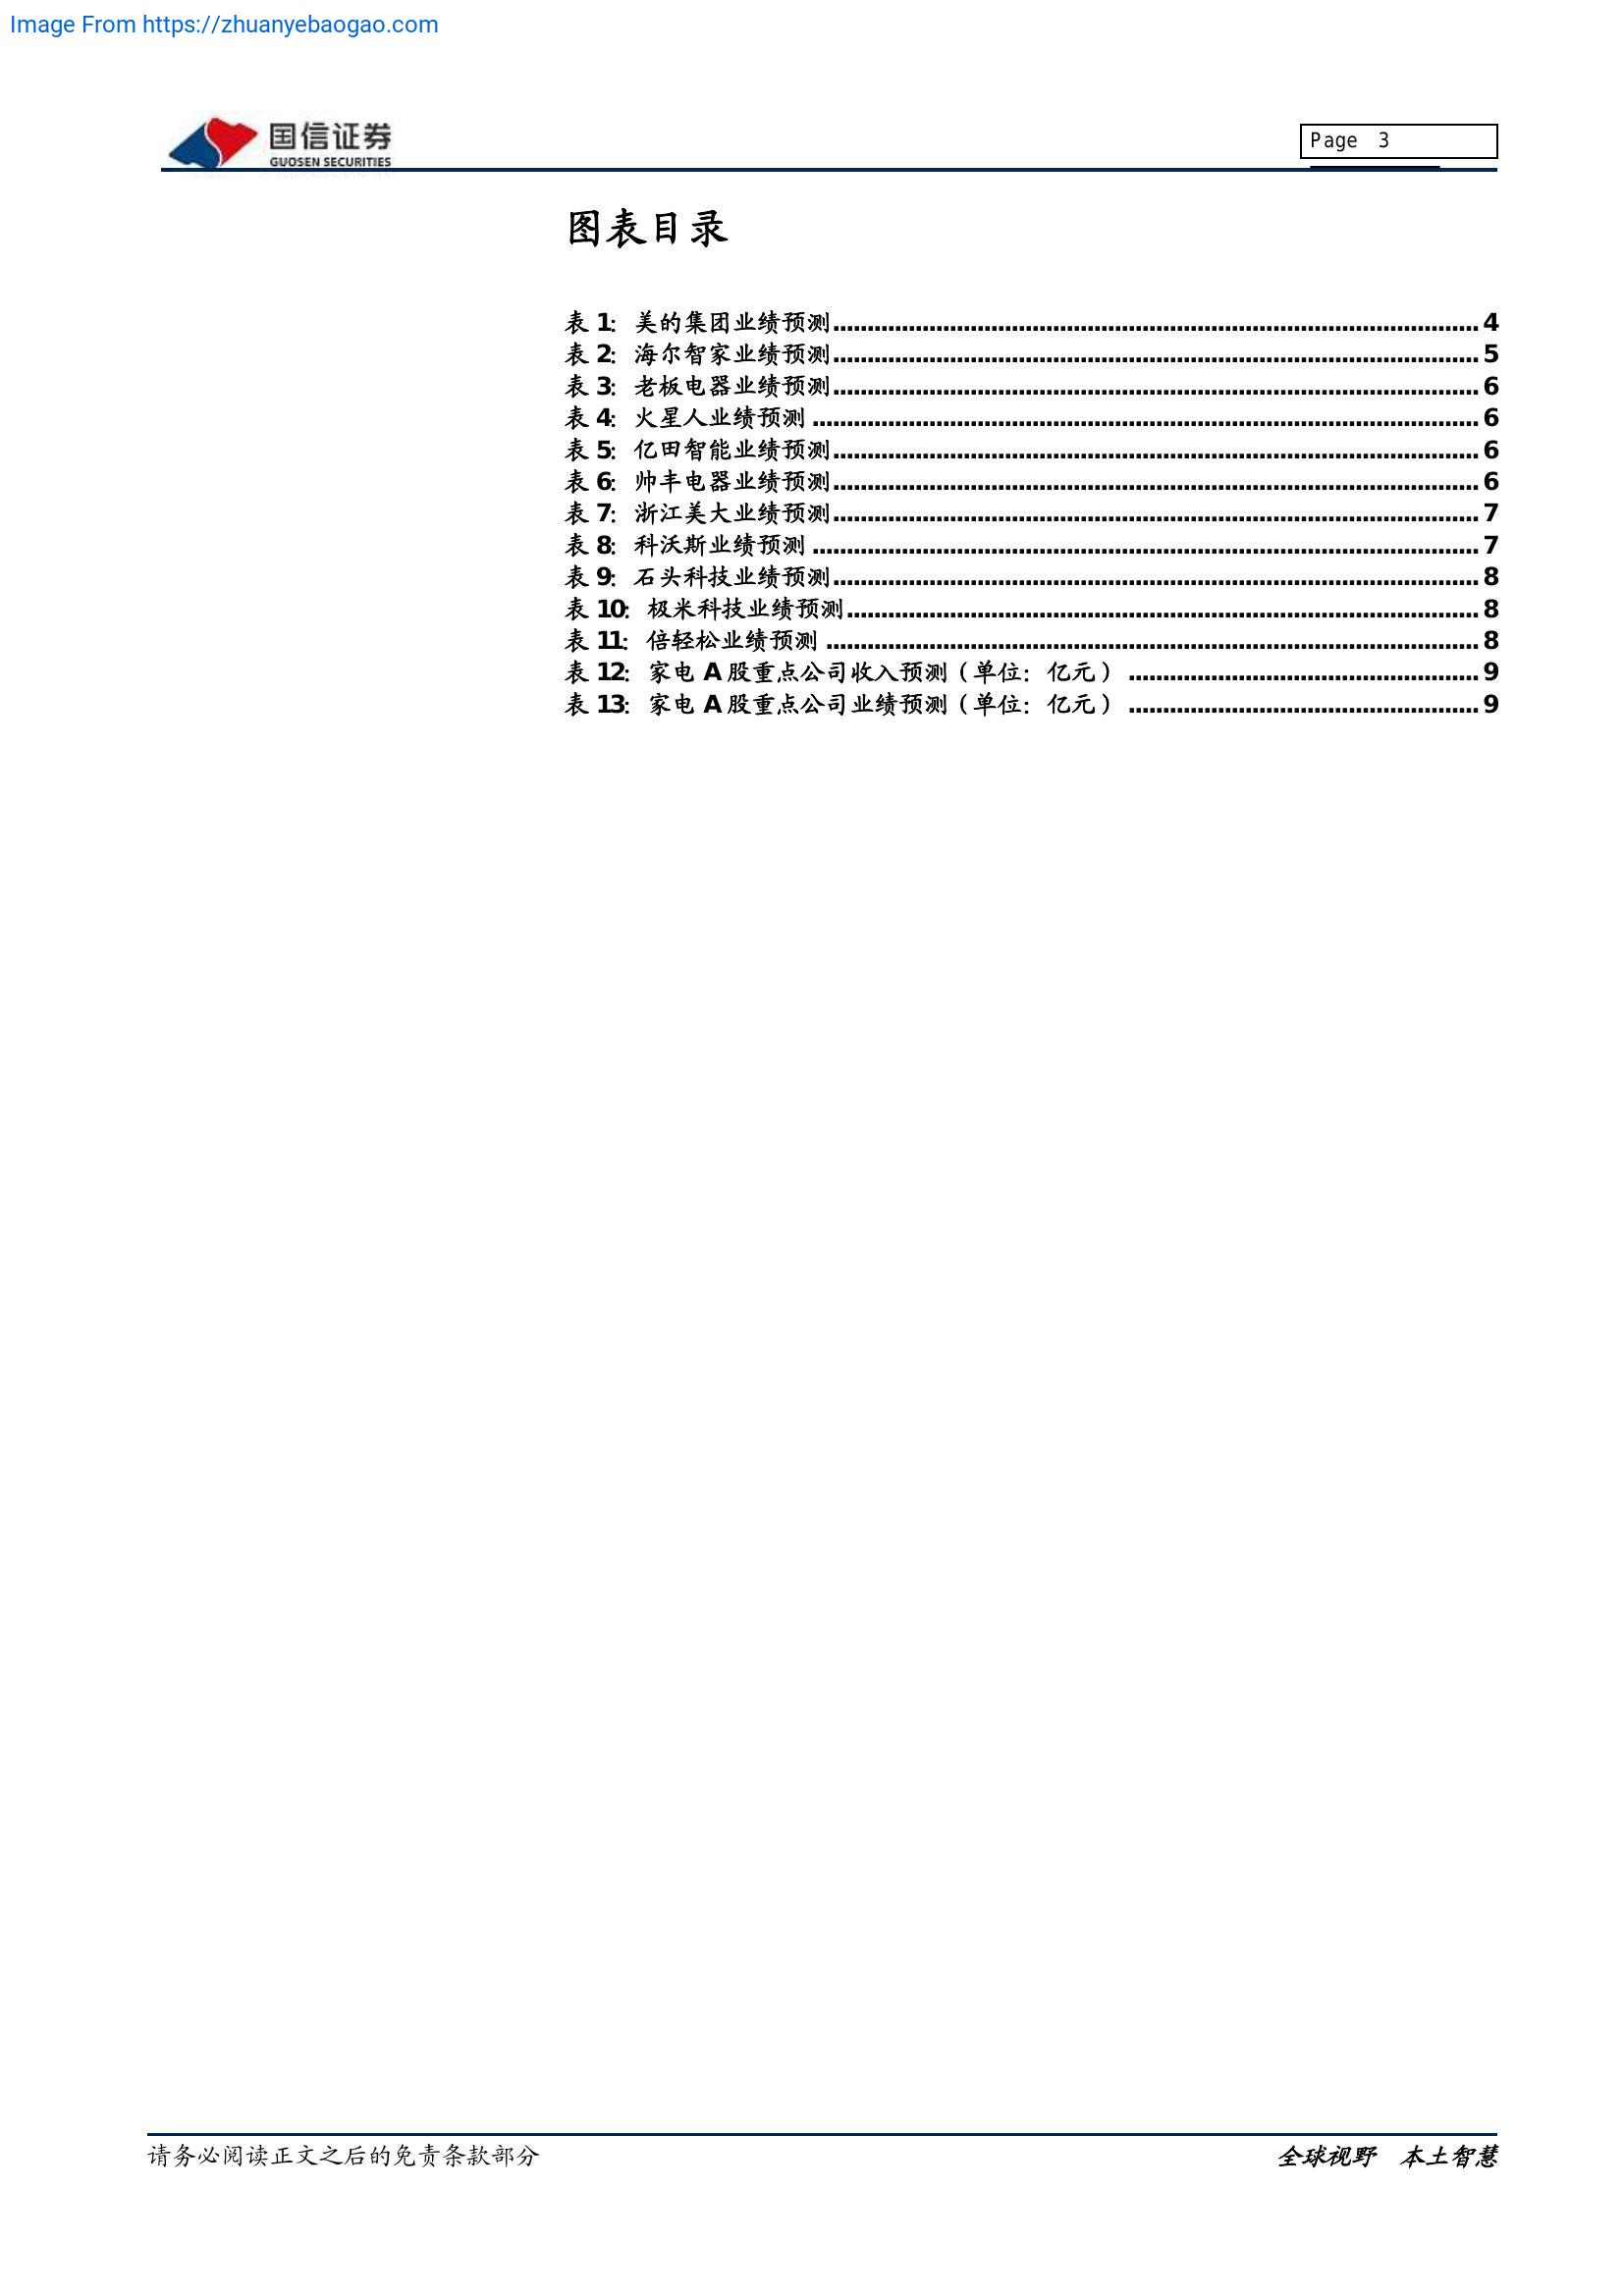 Image From https://zhuanyebaogao.com
国信证券
GUOSEN SECURITIES
Page 3
图表目录
表 1: 美的集团业绩预测 4
表 2: 海尔智家业绩预测 5
表 3: 老板电器业绩预测 6
表 4: 火星人业绩预测 6
表 5: 亿田智能业绩预测 6
表 6: 帅丰电器业绩预测 6
表 7: 浙江美大业绩预测 7
表 8: 科沃斯业绩预测 7
表 9: 石头科技业绩预测 8
表 10: 极米科技业绩预测 8
表 11: 倍轻松业绩预测 8
表 12: 家电 A 股重点公司收入预测（单位：亿元） 9
表 13: 家电 A 股重点公司业绩预测（单位：亿元） 9
请务必阅读正文之后的免责条款部分
全球视野 本土智慧